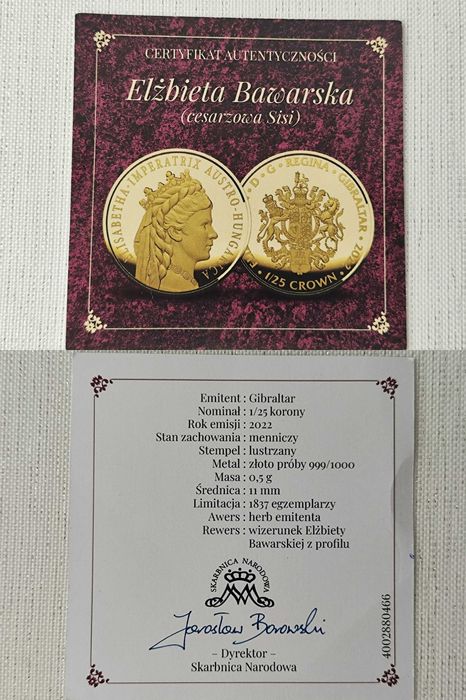 CERTYFIKAT AUTENTYCZNOŚCI
Elżbieta Bawarska
(cesarzowa Sisi)
ELISABETHA·IMPERATRIX AUSTRO-HUNGARICA
D·G·REGINA·GIBRALTAR·
1/25 CROWN
Emitent : Gibraltar
Nominał : 1/25 korony
Rok emisji : 2022
Stan zachowania : menniczy
Stempel : lustrzany
Metal : złoto próby 999/1000
Masa : 0,5 g
Średnica : 11 mm
Limitacja : 1837 egzemplarzy
Awers : herb emitenta
Rewers : wizerunek Elżbiety
Bawarskiej z profilu
SKARBNICA NARODOWA
Jarosław Borowski
– Dyrektor –
Skarbnica Narodowa
4002880466